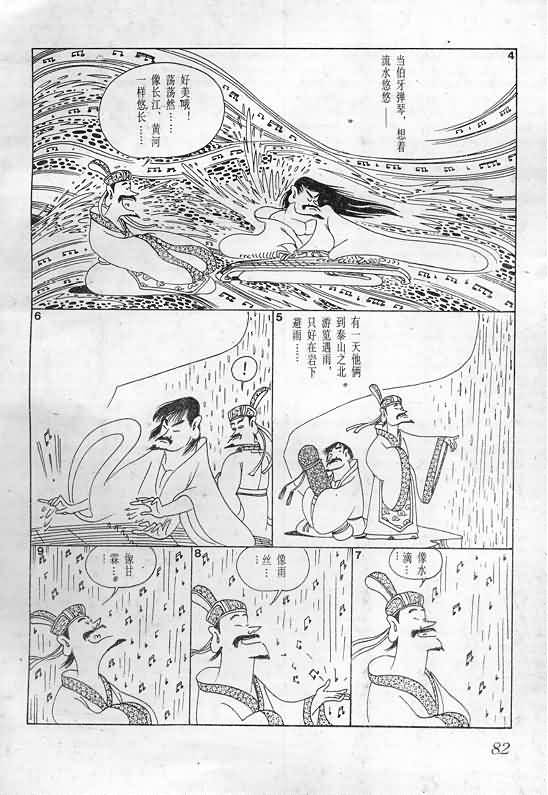 4
当伯牙弹琴，想着
流水悠悠——
好美哦！
荡荡然……
像长江、黄河
一样悠长……
5
有一天他俩
到泰山之北
游览遇雨，
只好在岩下
避雨……
6
！
7
像水
滴…
8
像雨
丝…
9
像甘
霖…
82